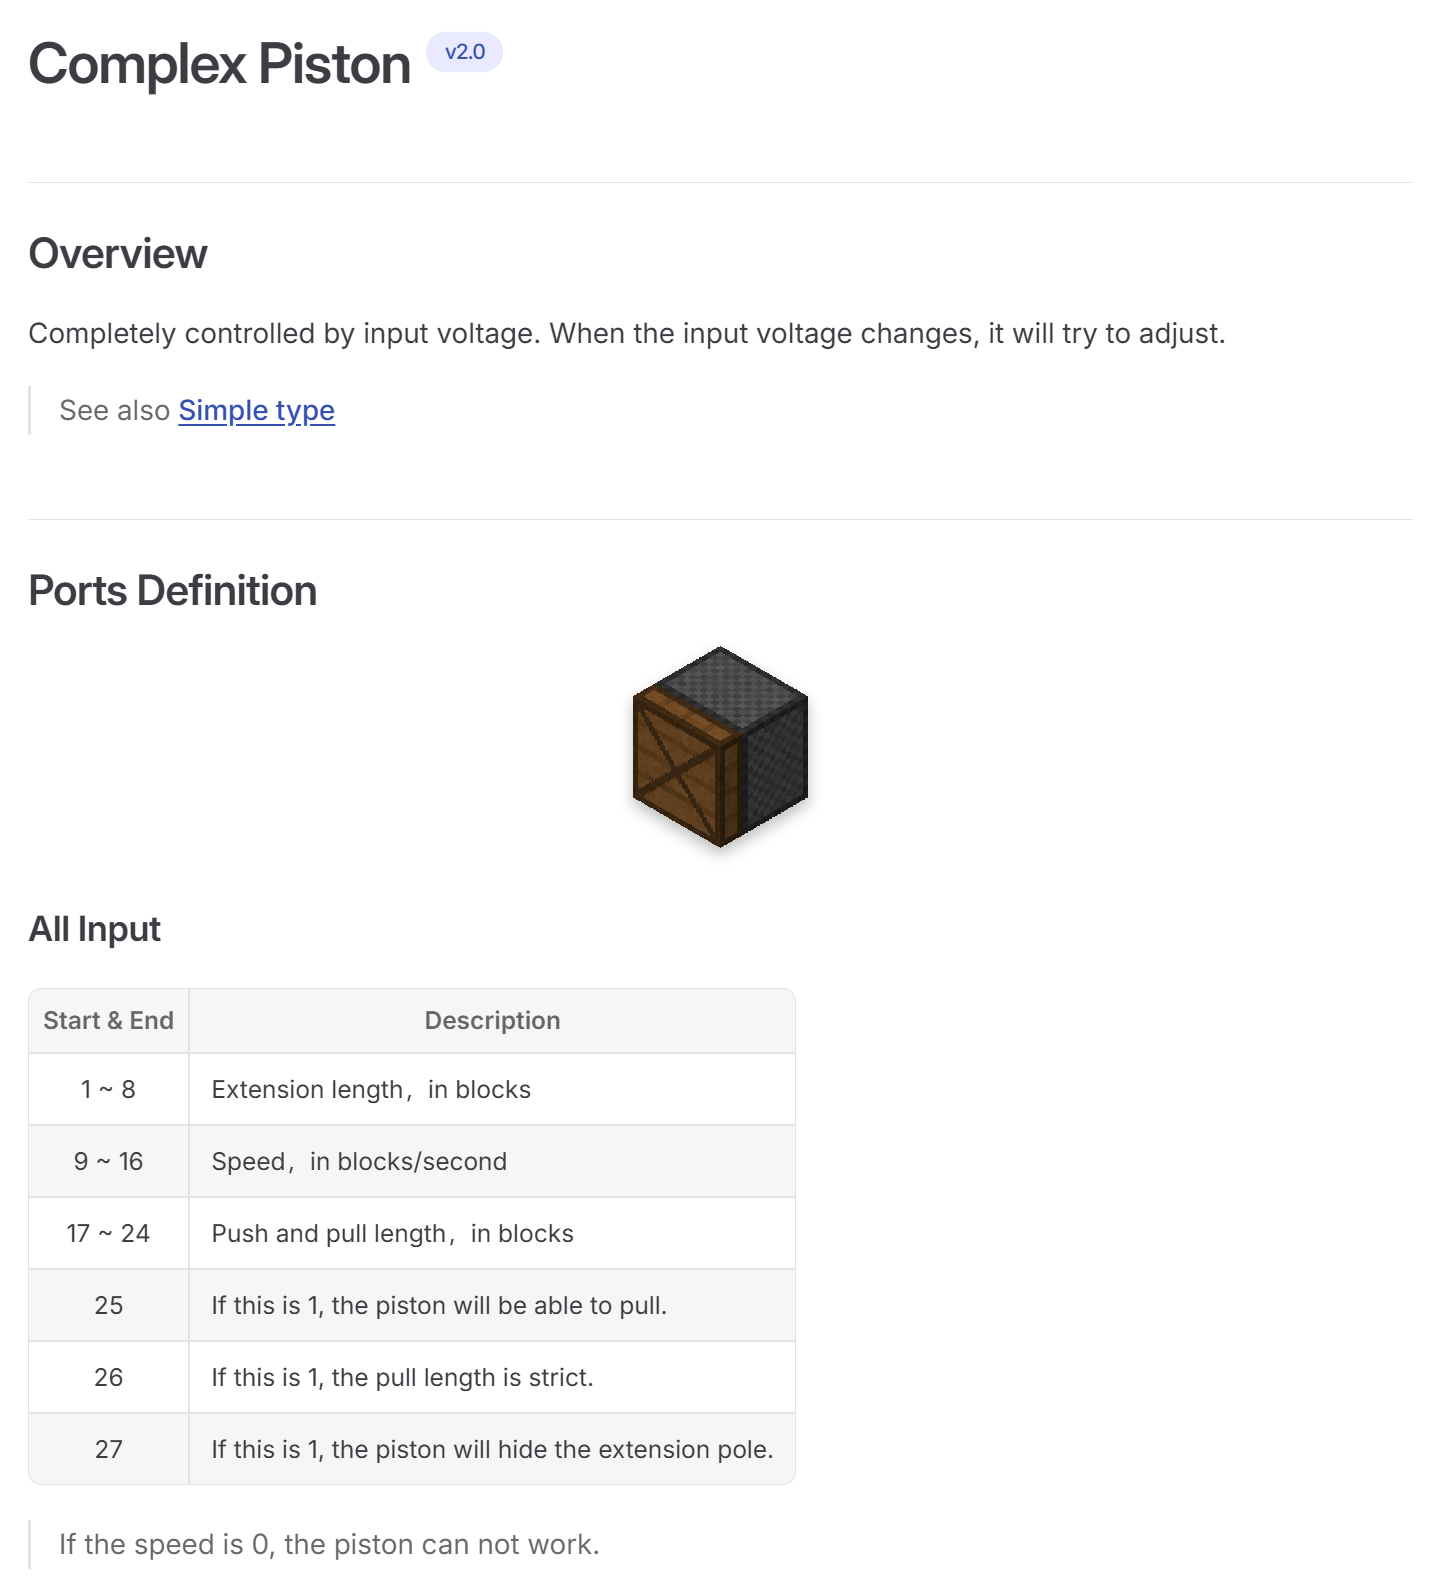 Complex Piston v2.0
Overview
Completely controlled by input voltage. When the input voltage changes, it will try to adjust.
See also Simple type
Ports Definition
All Input
Start & End Description
1 ~ 8 Extension length，in blocks
9 ~ 16 Speed，in blocks/second
17 ~ 24 Push and pull length，in blocks
25 If this is 1, the piston will be able to pull.
26 If this is 1, the pull length is strict.
27 If this is 1, the piston will hide the extension pole.
If the speed is 0, the piston can not work.